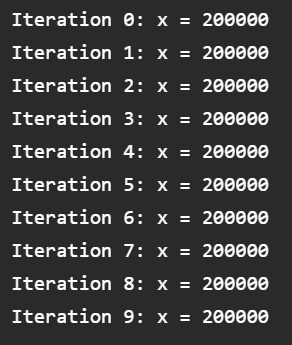 Iteration 0: x = 200000
Iteration 1: x = 200000
Iteration 2: x = 200000
Iteration 3: x = 200000
Iteration 4: x = 200000
Iteration 5: x = 200000
Iteration 6: x = 200000
Iteration 7: x = 200000
Iteration 8: x = 200000
Iteration 9: x = 200000